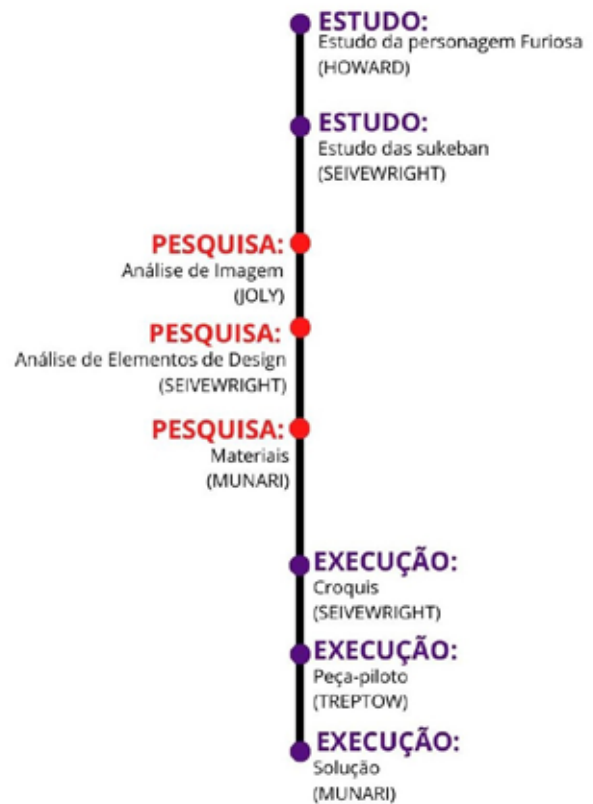 ESTUDO:
Estudo da personagem Furiosa
(HOWARD)
ESTUDO:
Estudo das sukeban
(SEIVEWRIGHT)
PESQUISA:
Análise de Imagem
(JOLY)
PESQUISA:
Análise de Elementos de Design
(SEIVEWRIGHT)
PESQUISA:
Materiais
(MUNARI)
EXECUÇÃO:
Croquis
(SEIVEWRIGHT)
EXECUÇÃO:
Peça-piloto
(TREPTOW)
EXECUÇÃO:
Solução
(MUNARI)